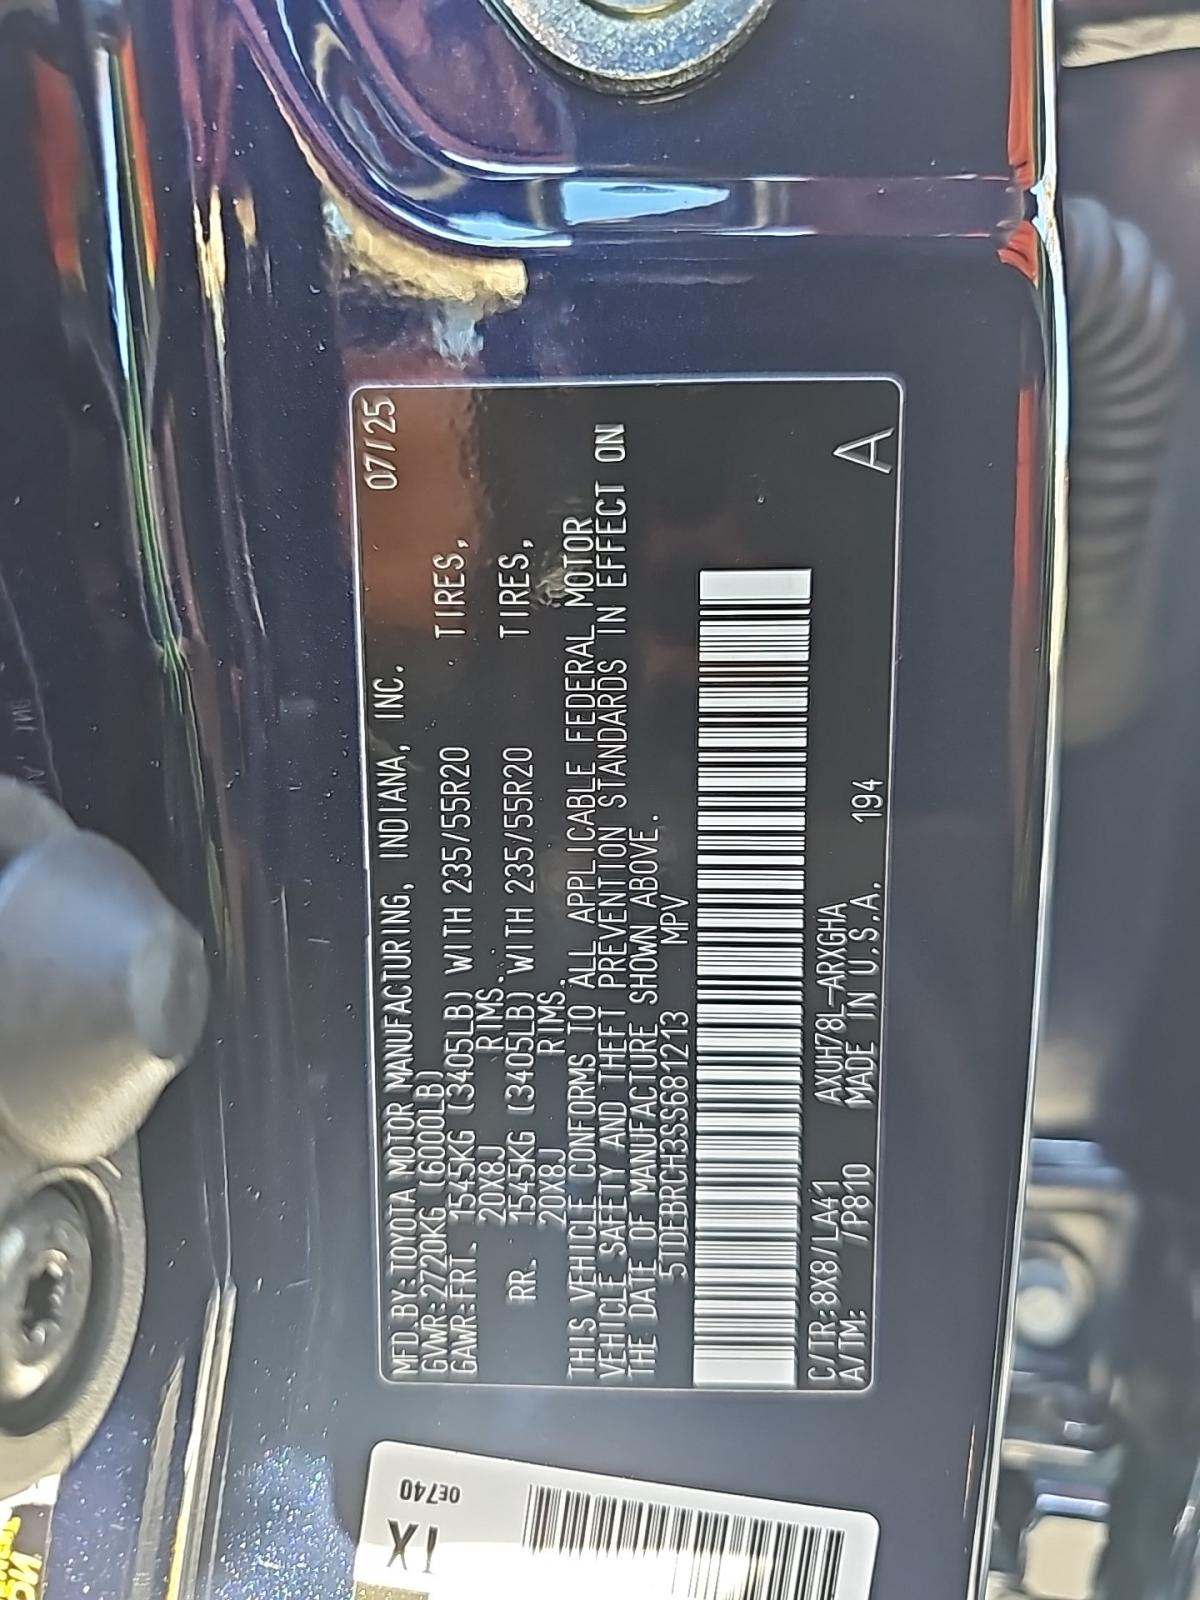 07/25
MFD.BY:TOYOTA MOTOR MANUFACTURING, INDIANA, INC.
GVWR:2720KG (6000LB)
GAWR:FRT. 1545KG (3405LB) WITH 235/55R20 TIRES,
20X8J RIMS.
RR. 1545KG (3405LB) WITH 235/55R20 TIRES,
20X8J RIMS.
THIS VEHICLE CONFORMS TO ALL APPLICABLE FEDERAL MOTOR
VEHICLE SAFETY AND THEFT PREVENTION STANDARDS IN EFFECT ON
THE DATE OF MANUFACTURE SHOWN ABOVE.
5TDEBRCH3SS681213 MPV
C/TR:8X8/LA41 AXUH78L-ARXGHA
A/TM: /P810 MADE IN U.S.A. 194
A
0E740